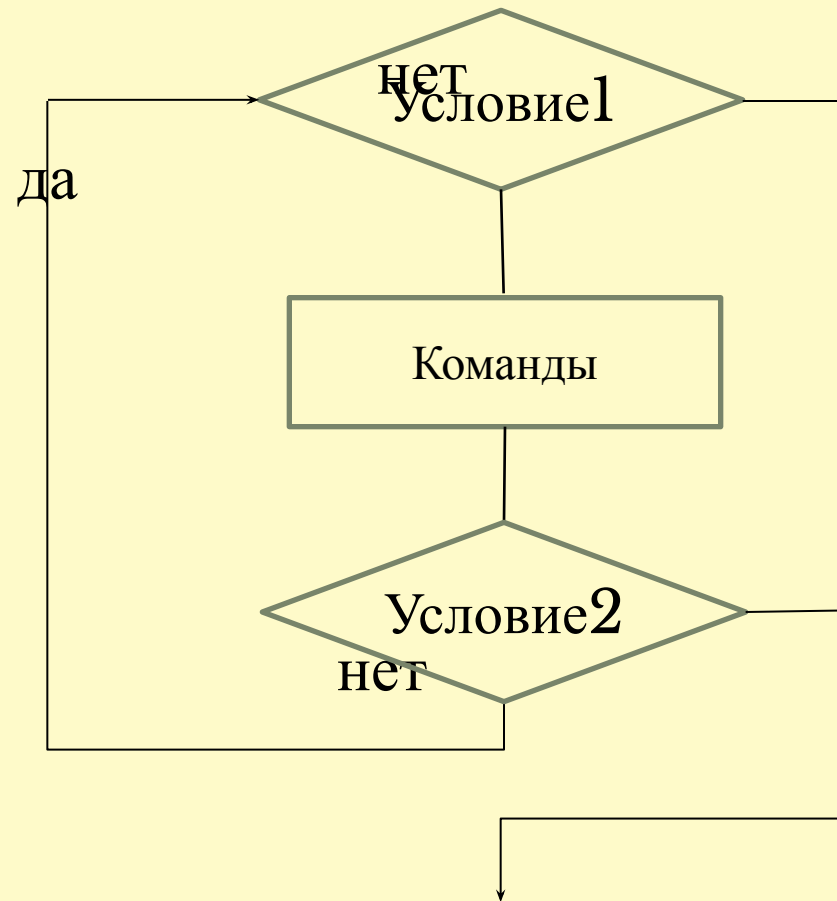 нет
Условие1
да
Команды
Условие2
нет